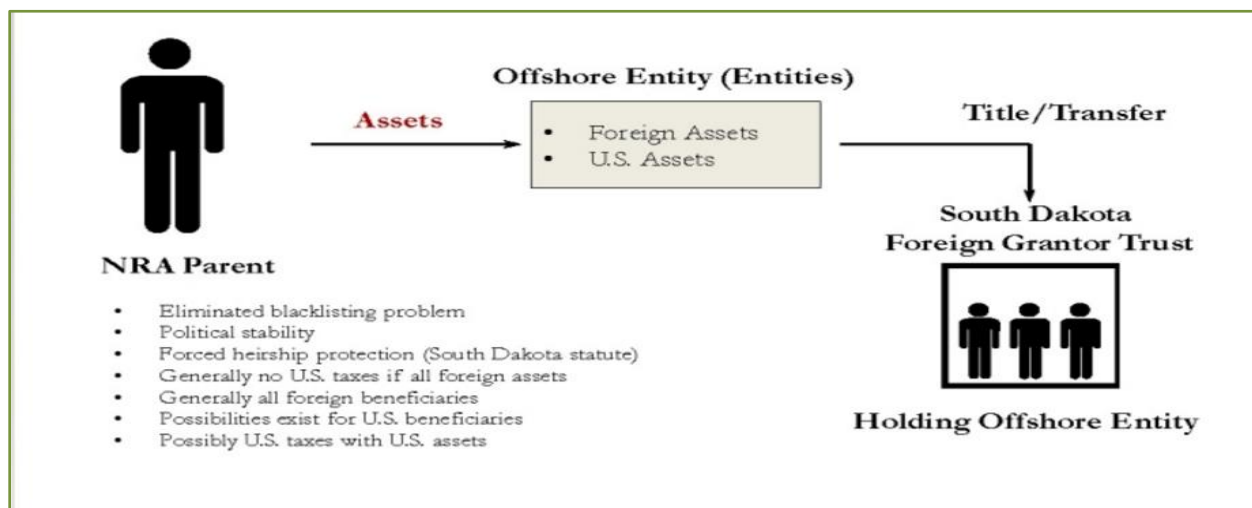 Offshore Entity (Entities)
Assets
• Foreign Assets
• U.S. Assets
Title/Transfer
South Dakota
Foreign Grantor Trust
NRA Parent
• Eliminated blacklisting problem
• Political stability
• Forced heirship protection (South Dakota statute)
• Generally no U.S. taxes if all foreign assets
• Generally all foreign beneficiaries
• Possibilities exist for U.S. beneficiaries
• Possibly U.S. taxes with U.S. assets
Holding Offshore Entity